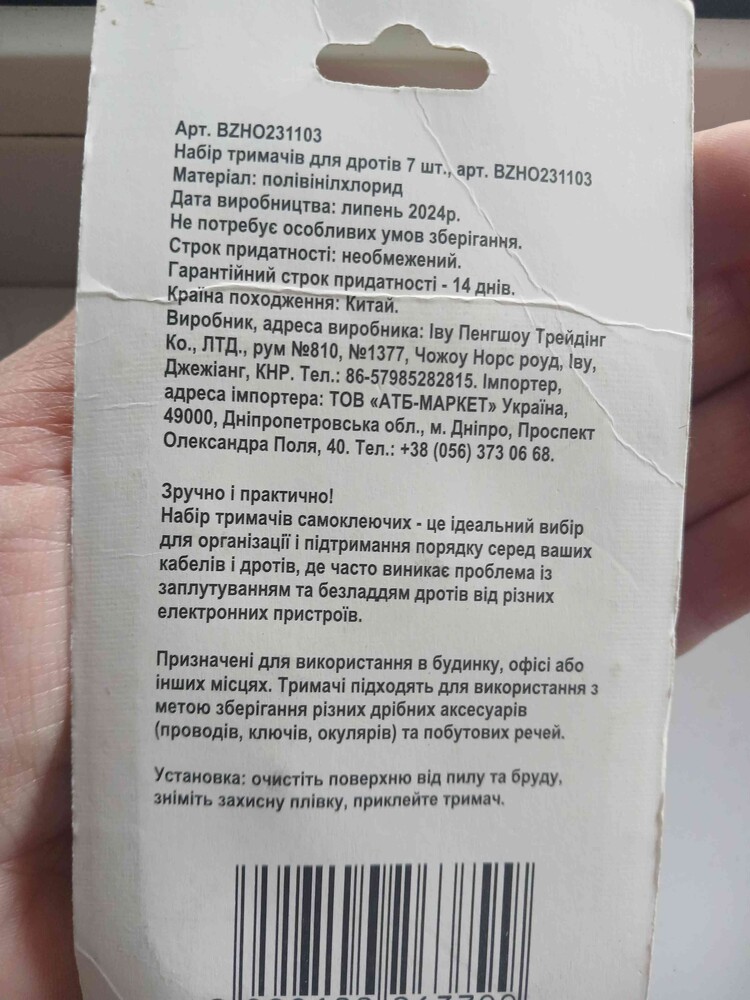 Арт. BZHO231103
Набір тримачів для дротів 7 шт., арт. BZHO231103
Матеріал: полівінілхлорид
Дата виробництва: липень 2024р.
Не потребує особливих умов зберігання.
Строк придатності: необмежений.
Гарантійний строк придатності - 14 днів.
Країна походження: Китай.
Виробник, адреса виробника: Іву Пенгшоу Трейдінг
Ко., ЛТД., рум №810, №1377, Чожоу Норс роуд, Іву,
Джежіанг, КНР. Тел.: 86-57985282815. Імпортер,
адреса імпортера: ТОВ «АТБ-МАРКЕТ» Україна,
49000, Дніпропетровська обл., м. Дніпро, Проспект
Олександра Поля, 40. Тел.: +38 (056) 373 06 68.
Зручно і практично!
Набір тримачів самоклеючих - це ідеальний вибір
для організації і підтримання порядку серед ваших
кабелів і дротів, де часто виникає проблема із
заплутуванням та безладдям дротів від різних
електронних пристроїв.
Призначені для використання в будинку, офісі або
інших місцях. Тримачі підходять для використання з
метою зберігання різних дрібних аксесуарів
(проводів, ключів, окулярів) та побутових речей.
Установка: очистіть поверхню від пилу та бруду,
зніміть захисну плівку, приклейте тримач.